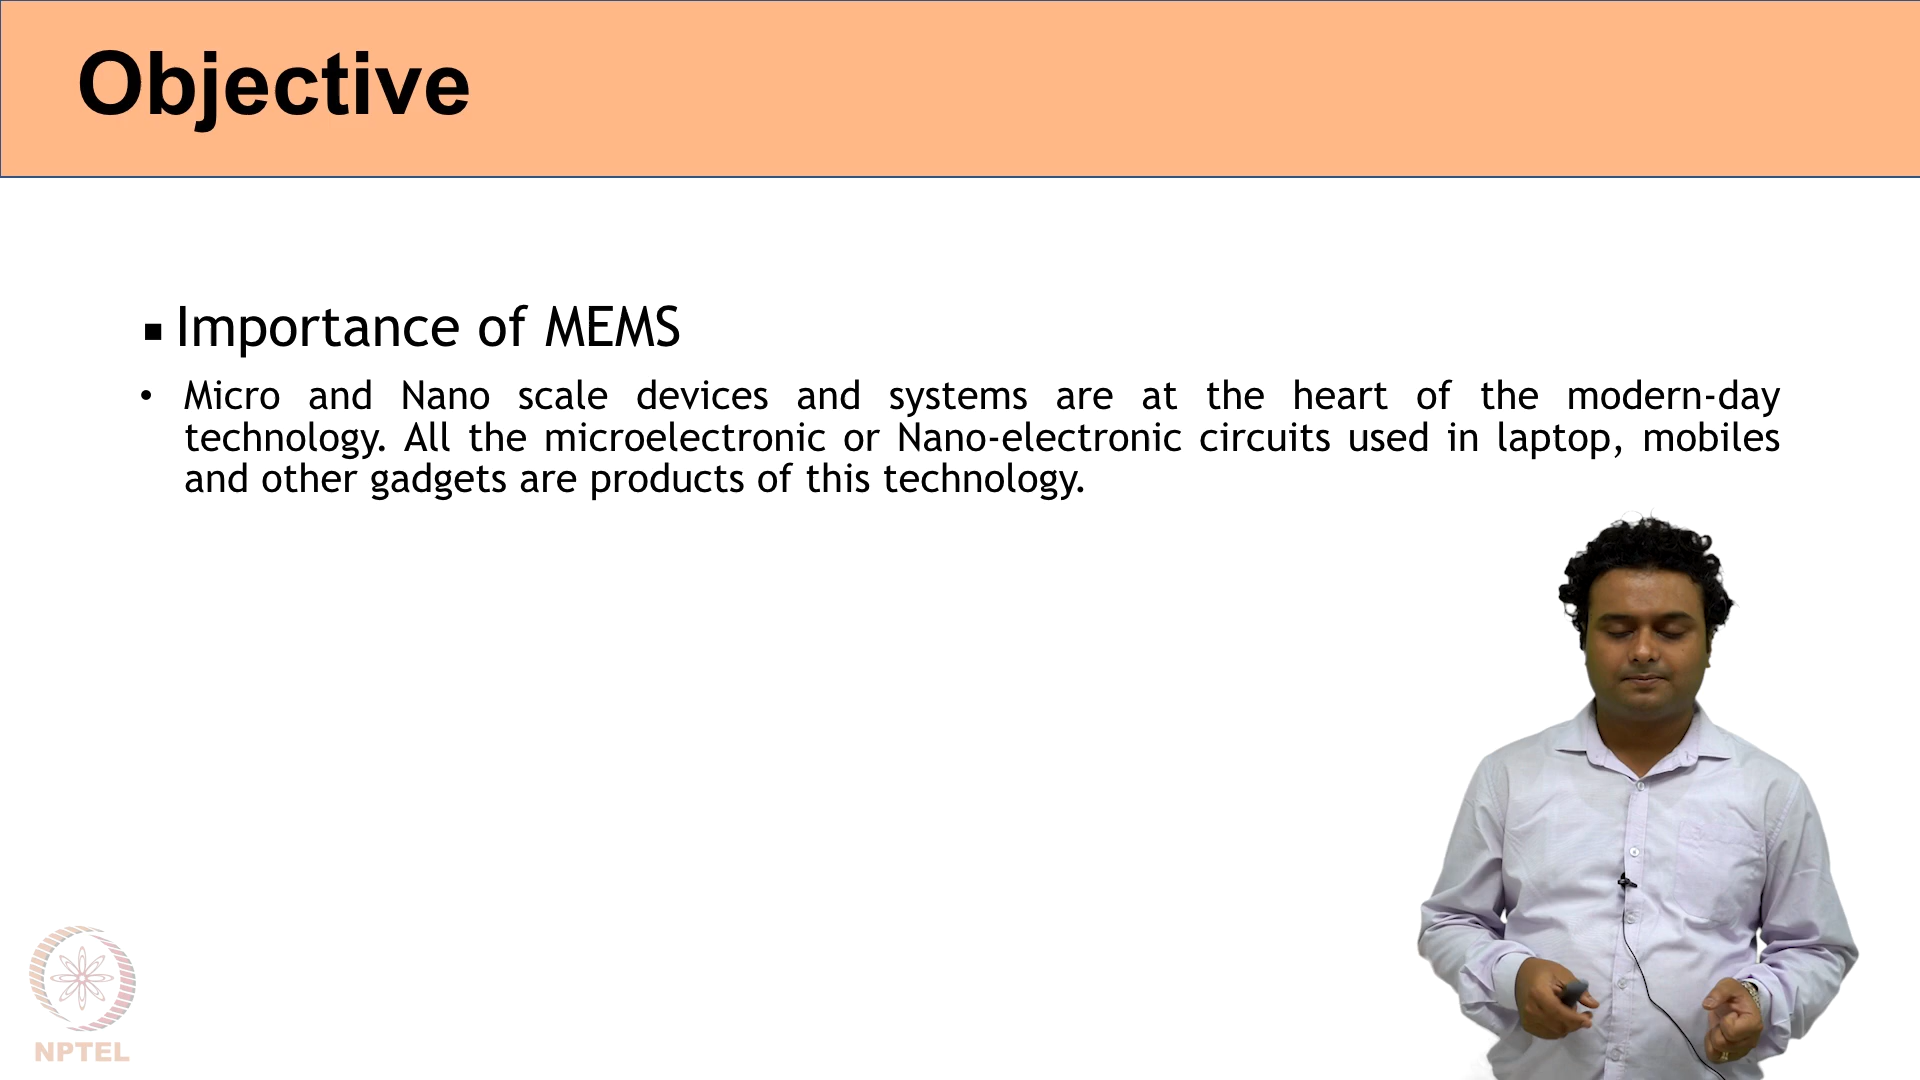 Objective
▪ Importance of MEMS
• Micro and Nano scale devices and systems are at the heart of the modern-day
technology. All the microelectronic or Nano-electronic circuits used in laptop, mobiles
and other gadgets are products of this technology.
NPTEL